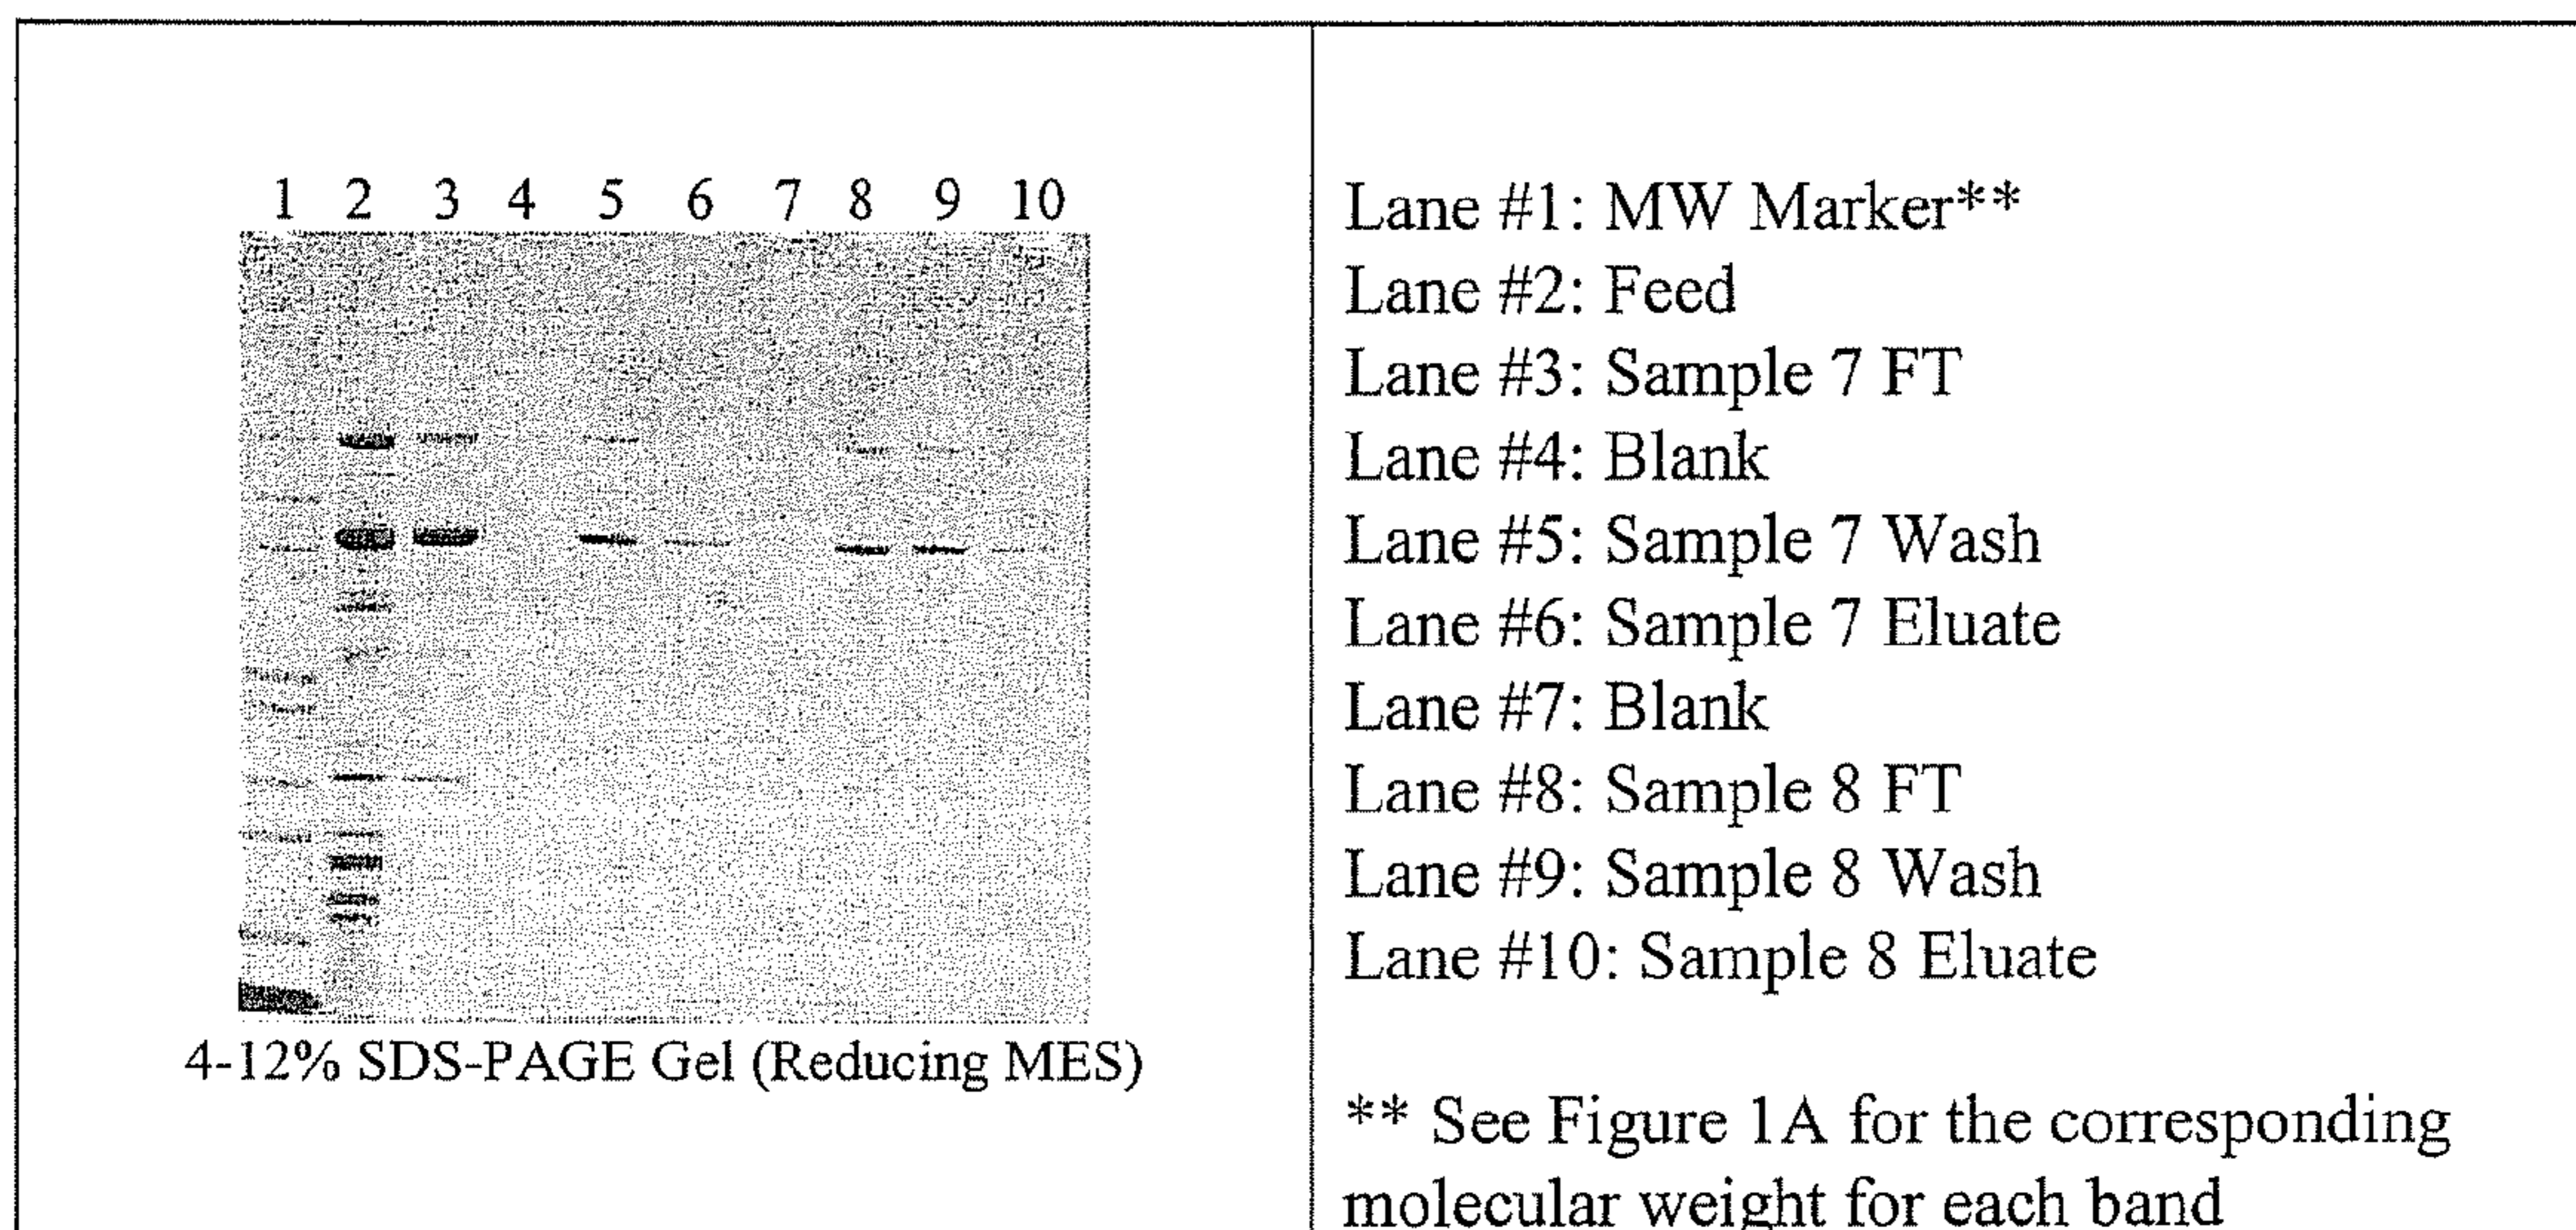 1 2 3 4 5 6 7 8 9 10
4-12% SDS-PAGE Gel (Reducing MES)
Lane #1: MW Marker**
Lane #2: Feed
Lane #3: Sample 7 FT
Lane #4: Blank
Lane #5: Sample 7 Wash
Lane #6: Sample 7 Eluate
Lane #7: Blank
Lane #8: Sample 8 FT
Lane #9: Sample 8 Wash
Lane #10: Sample 8 Eluate
** See Figure 1A for the corresponding
molecular weight for each band